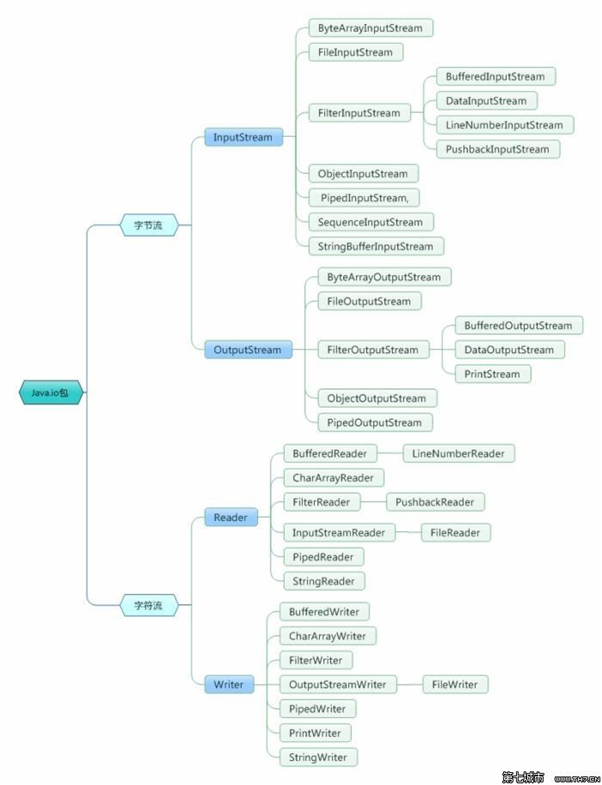 Java.io包
字节流
InputStream
ByteArrayInputStream
FileInputStream
FilterInputStream
BufferedInputStream
DataInputStream
LineNumberInputStream
PushbackInputStream
ObjectInputStream
PipedInputStream,
SequenceInputStream
StringBufferInputStream
OutputStream
ByteArrayOutputStream
FileOutputStream
FilterOutputStream
BufferedOutputStream
DataOutputStream
PrintStream
ObjectOutputStream
PipedOutputStream
字符流
Reader
BufferedReader
LineNumberReader
CharArrayReader
FilterReader
PushbackReader
InputStreamReader
FileReader
PipedReader
StringReader
Writer
BufferedWriter
CharArrayWriter
FilterWriter
OutputStreamWriter
FileWriter
PipedWriter
PrintWriter
StringWriter
第七城市 WWW.TH7.CN